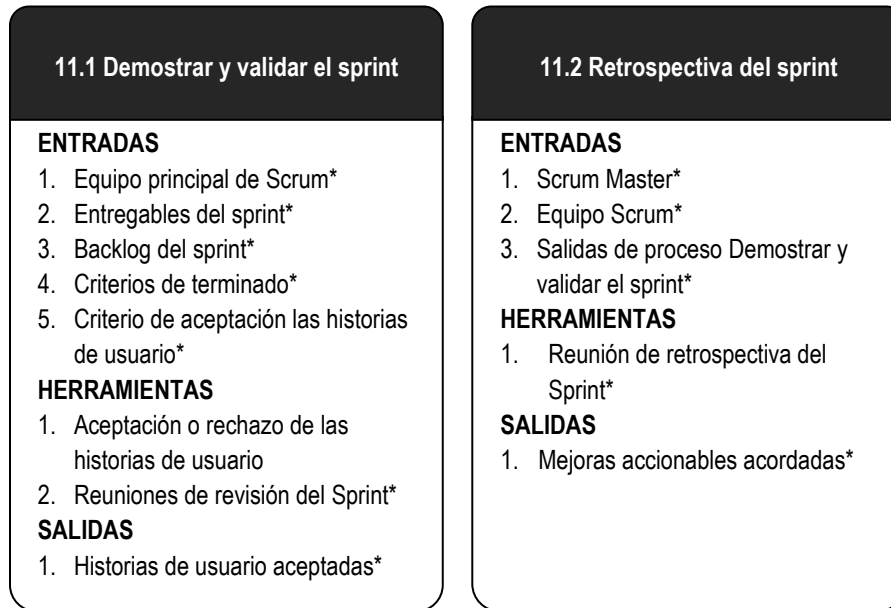 11.1 Demostrar y validar el sprint
ENTRADAS
1. Equipo principal de Scrum*
2. Entregables del sprint*
3. Backlog del sprint*
4. Criterios de terminado*
5. Criterio de aceptación las historias
de usuario*
HERRAMIENTAS
1. Aceptación o rechazo de las
historias de usuario
2. Reuniones de revisión del Sprint*
SALIDAS
1. Historias de usuario aceptadas*
11.2 Retrospectiva del sprint
ENTRADAS
1. Scrum Master*
2. Equipo Scrum*
3. Salidas de proceso Demostrar y
validar el sprint*
HERRAMIENTAS
1. Reunión de retrospectiva del
Sprint*
SALIDAS
1. Mejoras accionables acordadas*